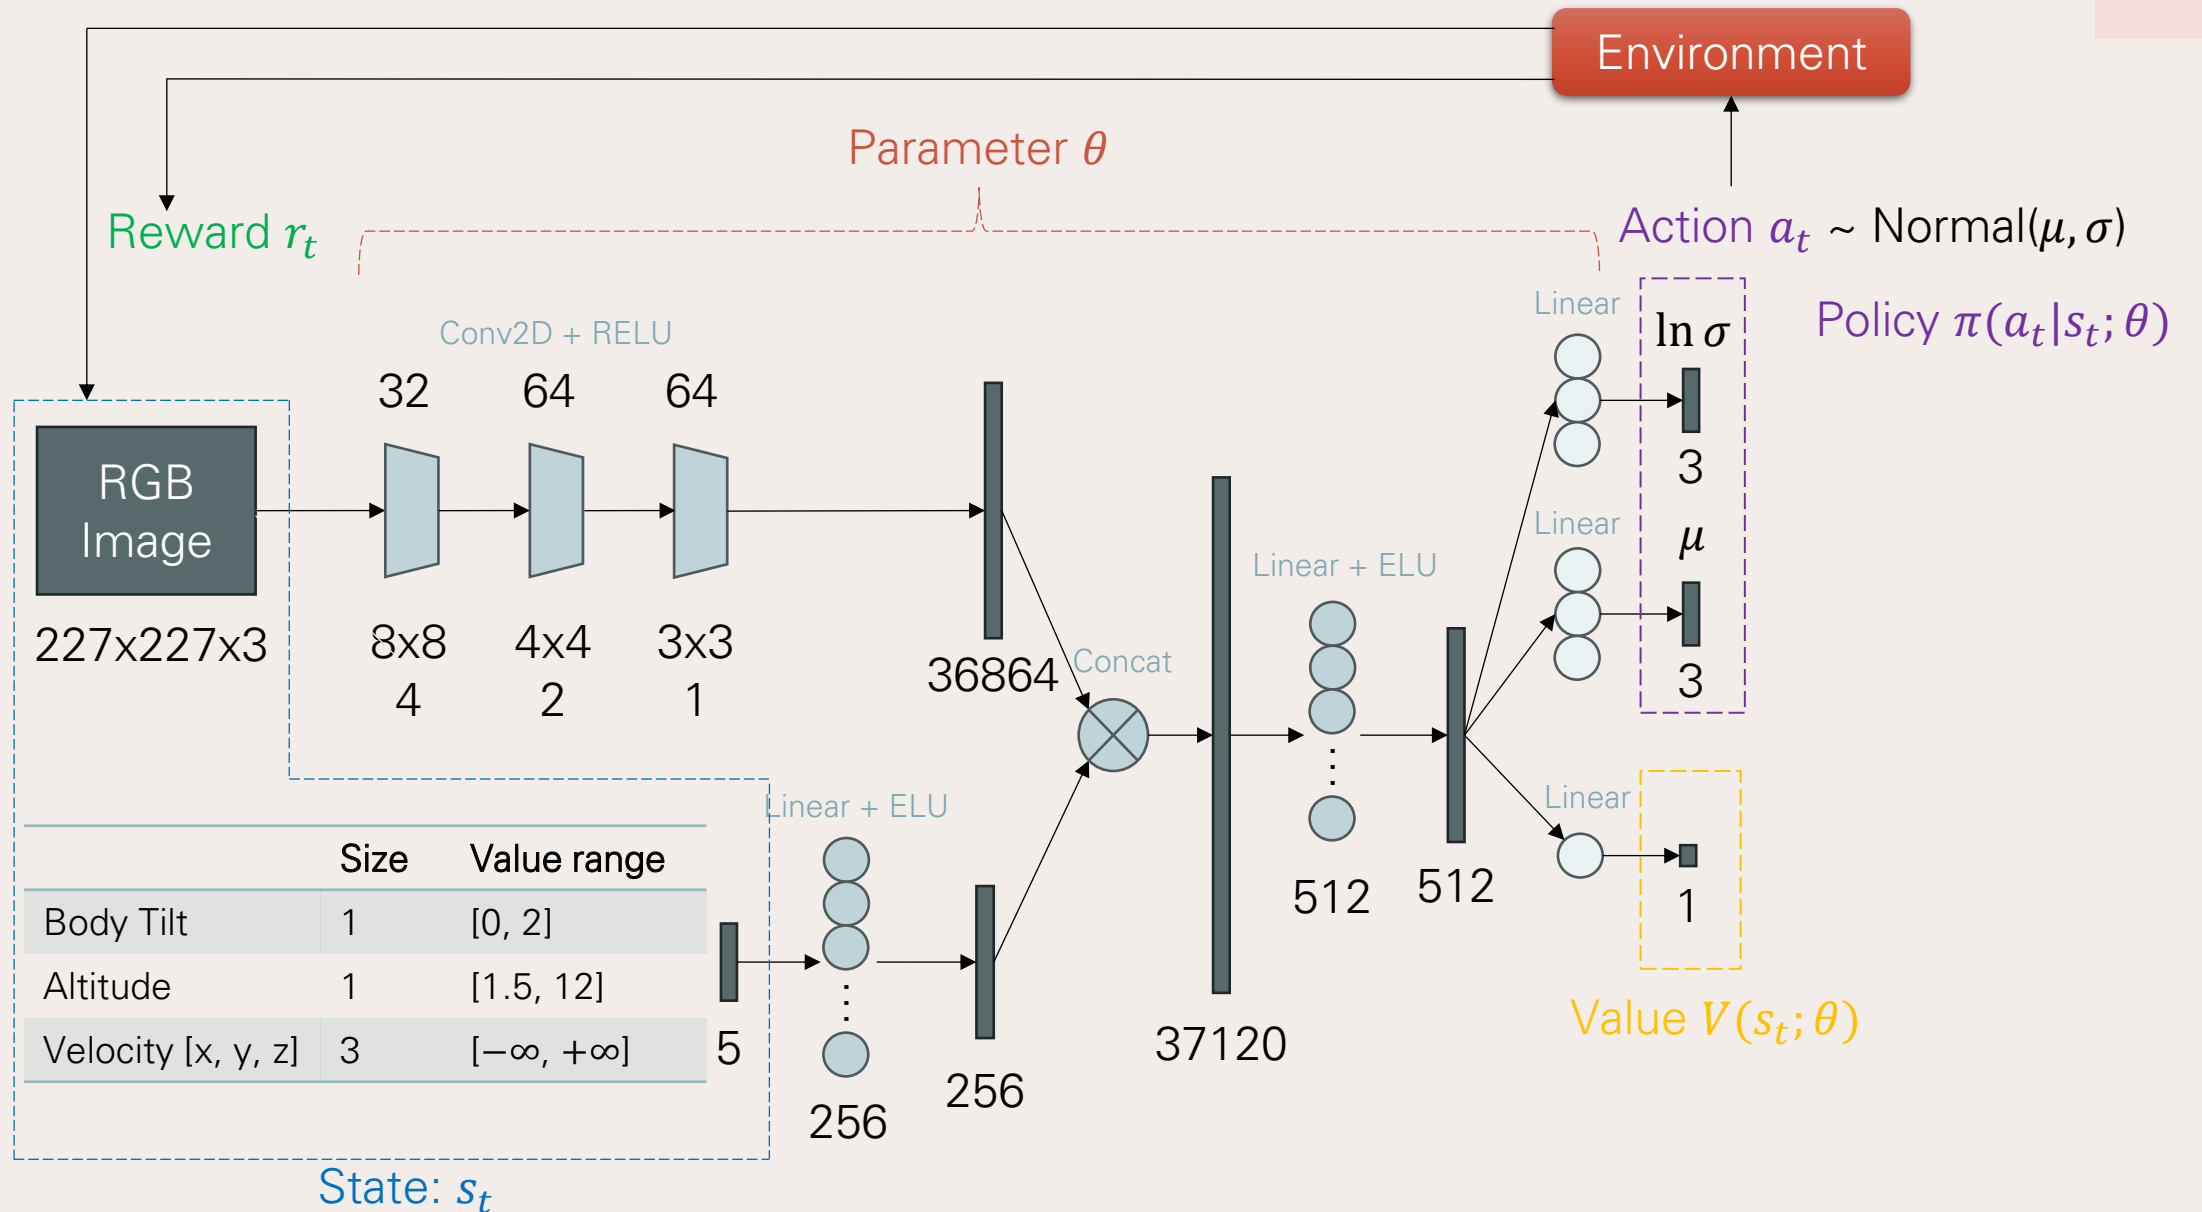 Environment
Parameter θ
Reward r_t
Action a_t ~ Normal(μ, σ)
Policy π(a_t|s_t; θ)
Conv2D + RELU
32 64 64
RGB
Image
227x227x3
8x8 4x4 3x3
4 2 1
36864
Concat
Linear + ELU
256
256
37120
Linear + ELU
512
512
Linear
ln σ
3
Linear
μ
3
Linear
1
Value V(s_t; θ)
Size Value range
Body Tilt 1 [0, 2]
Altitude 1 [1.5, 12]
Velocity [x, y, z] 3 [−∞, +∞]
5
State: s_t